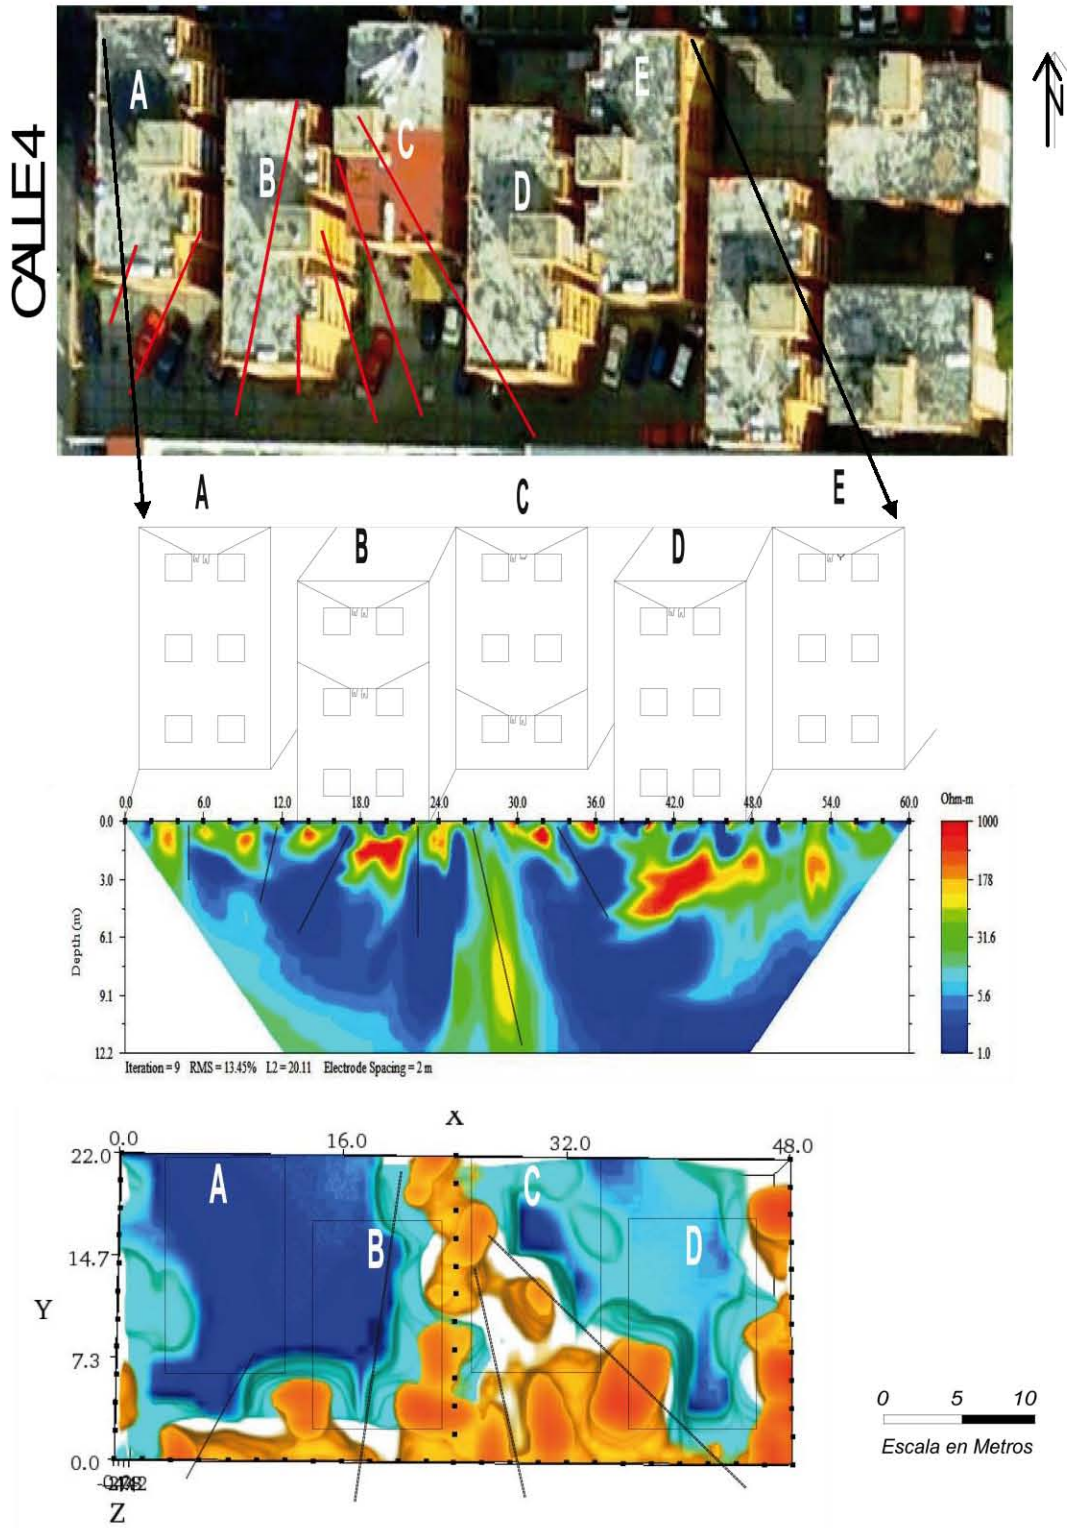 N
CALLE 4
A
B
C
D
E
A
B
C
D
E
0.0 6.0 12.0 18.0 24.0 30.0 36.0 42.0 48.0 54.0 60.0
Ohm-m
0.0
3.0
6.1
9.1
12.2
Depth (m)
1000
178
31.6
5.6
1.0
Iteration = 9 RMS = 13.45% L2 = 20.11 Electrode Spacing = 2 m
X
0.0 16.0 32.0 48.0
22.0
14.7
7.3
0.0
Y
Z
A
B
C
D
0 5 10
Escala en Metros